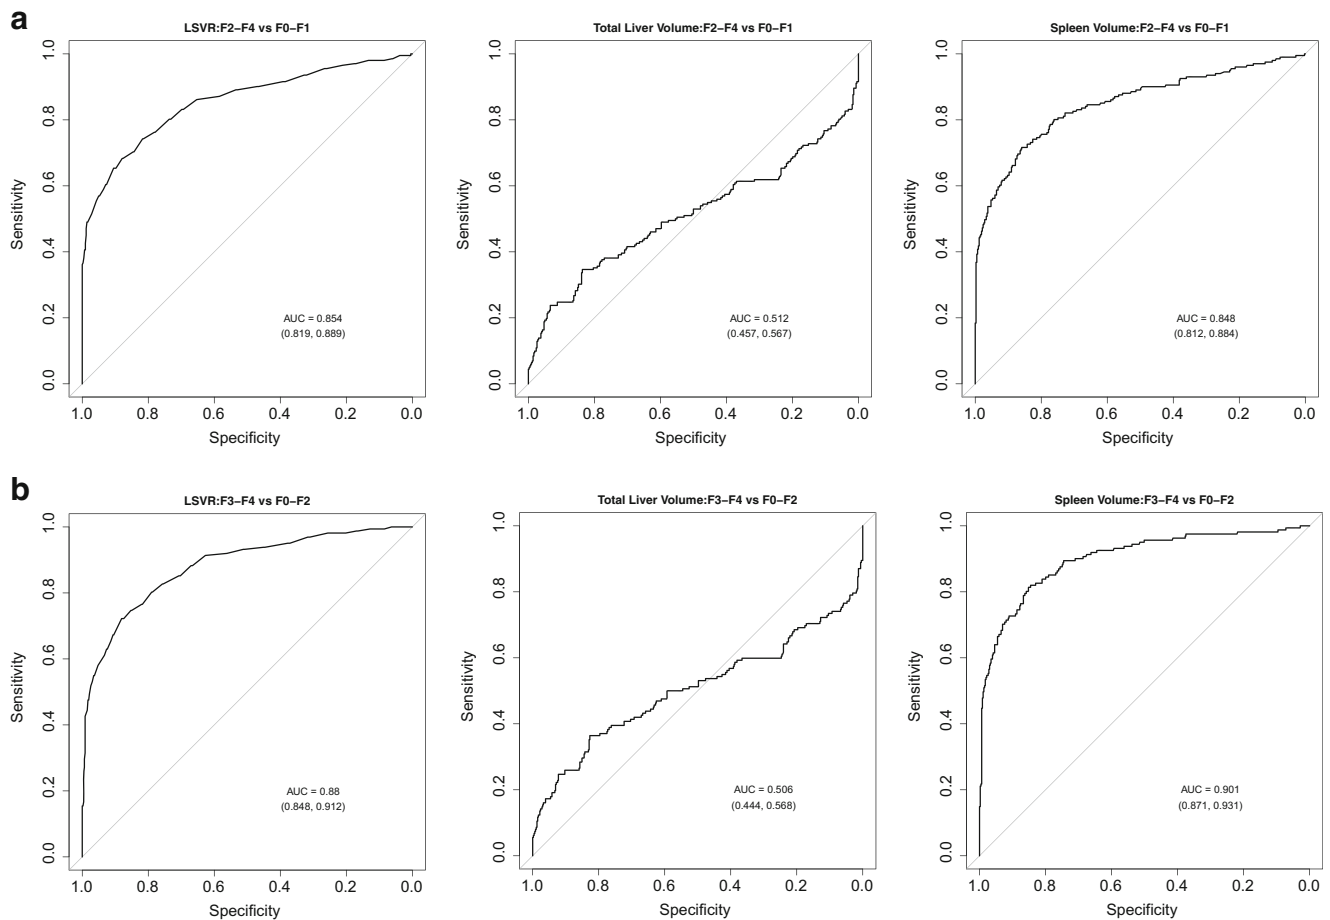 a
LSVR:F2–F4 vs F0–F1
Sensitivity
1.0
0.8
0.6
0.4
0.2
0.0
AUC = 0.854
(0.819, 0.889)
1.0 0.8 0.6 0.4 0.2 0.0
Specificity
Total Liver Volume:F2–F4 vs F0–F1
Sensitivity
1.0
0.8
0.6
0.4
0.2
0.0
AUC = 0.512
(0.457, 0.567)
1.0 0.8 0.6 0.4 0.2 0.0
Specificity
Spleen Volume:F2–F4 vs F0–F1
Sensitivity
1.0
0.8
0.6
0.4
0.2
0.0
AUC = 0.848
(0.812, 0.884)
1.0 0.8 0.6 0.4 0.2 0.0
Specificity
b
LSVR:F3–F4 vs F0–F2
Sensitivity
1.0
0.8
0.6
0.4
0.2
0.0
AUC = 0.88
(0.848, 0.912)
1.0 0.8 0.6 0.4 0.2 0.0
Specificity
Total Liver Volume:F3–F4 vs F0–F2
Sensitivity
1.0
0.8
0.6
0.4
0.2
0.0
AUC = 0.506
(0.444, 0.568)
1.0 0.8 0.6 0.4 0.2 0.0
Specificity
Spleen Volume:F3–F4 vs F0–F2
Sensitivity
1.0
0.8
0.6
0.4
0.2
0.0
AUC = 0.901
(0.871, 0.931)
1.0 0.8 0.6 0.4 0.2 0.0
Specificity